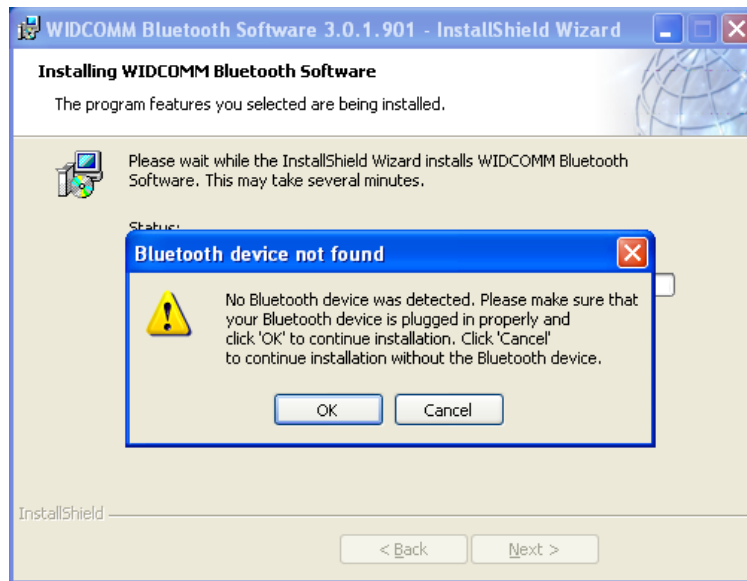 WIDCOMM Bluetooth Software 3.0.1.901 - InstallShield Wizard
Installing WIDCOMM Bluetooth Software
The program features you selected are being installed.
Please wait while the InstallShield Wizard installs WIDCOMM Bluetooth
Software. This may take several minutes.
Status:
Bluetooth device not found
No Bluetooth device was detected. Please make sure that
your Bluetooth device is plugged in properly and
click 'OK' to continue installation. Click 'Cancel'
to continue installation without the Bluetooth device.
OK Cancel
InstallShield
< Back Next >